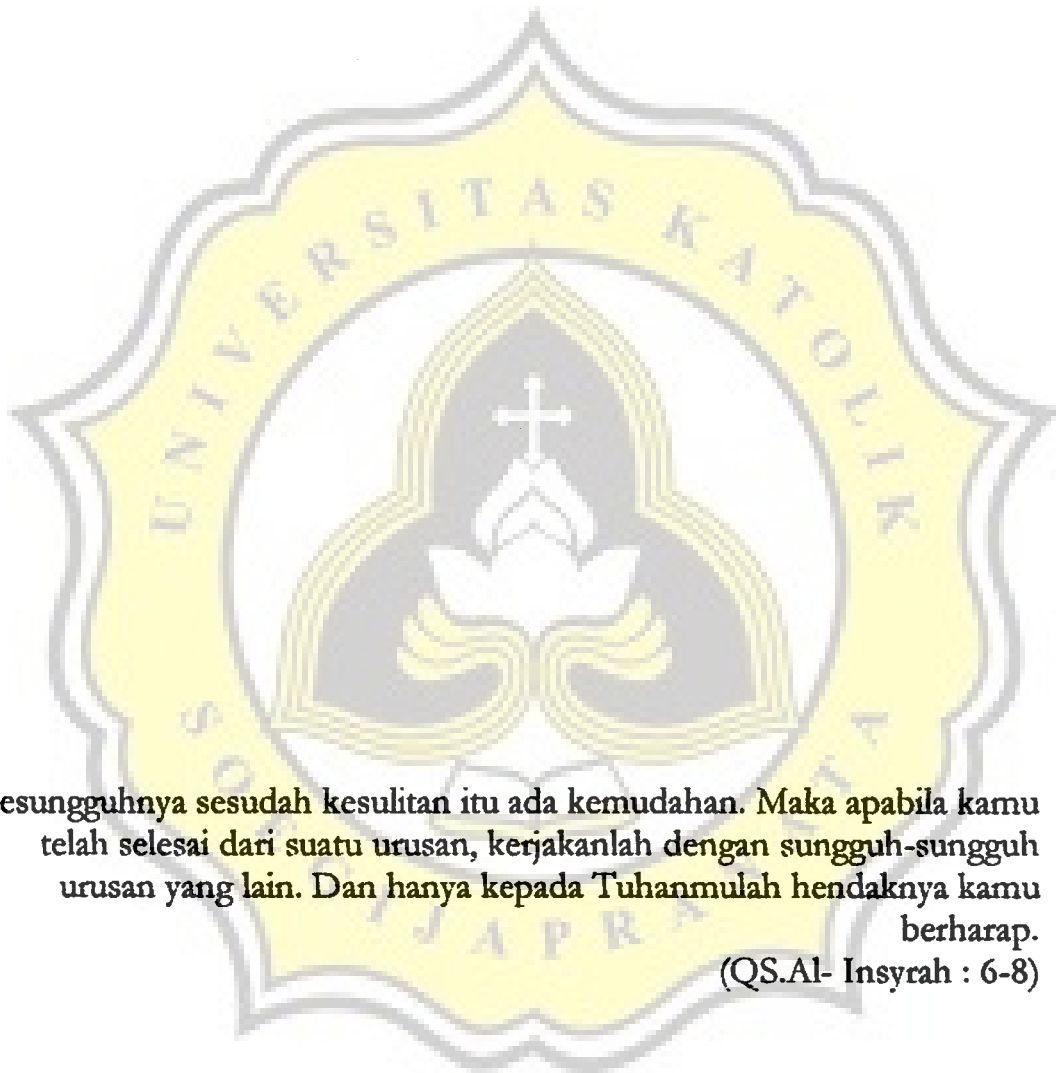 UNIVERSITAS KATOLIK
SOEGIJAPRANATA
esungguhnya sesudah kesulitan itu ada kemudahan. Maka apabila kamu
telah selesai dari suatu urusan, kerjakanlah dengan sungguh-sungguh
urusan yang lain. Dan hanya kepada Tuhanmulah hendaknya kamu
berharap.
(QS.Al- Insyrah : 6-8)